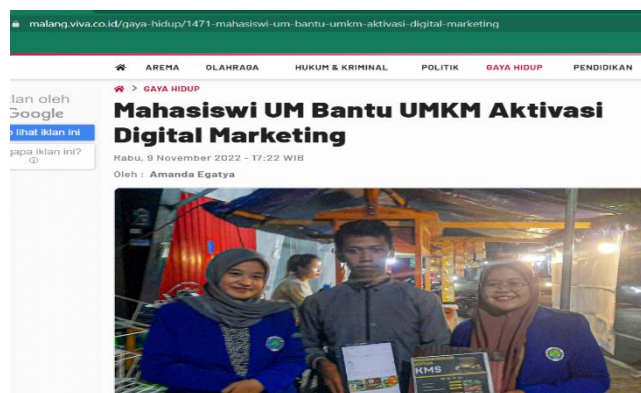 malang.viva.co.id/gaya-hidup/1471-mahasiswi-um-bantu-umkm-aktivasi-digital-marketing
AREMA OLAHRAGA HUKUM & KRIMINAL POLITIK GAYA HIDUP PENDIDIKAN
> GAYA HIDUP
Mahasiswi UM Bantu UMKM Aktivasi
Digital Marketing
Rabu, 9 November 2022 - 17:22 WIB
Oleh : Amanda Egatya
lan oleh
Google
lihat iklan ini
gapa iklan ini?
KMS